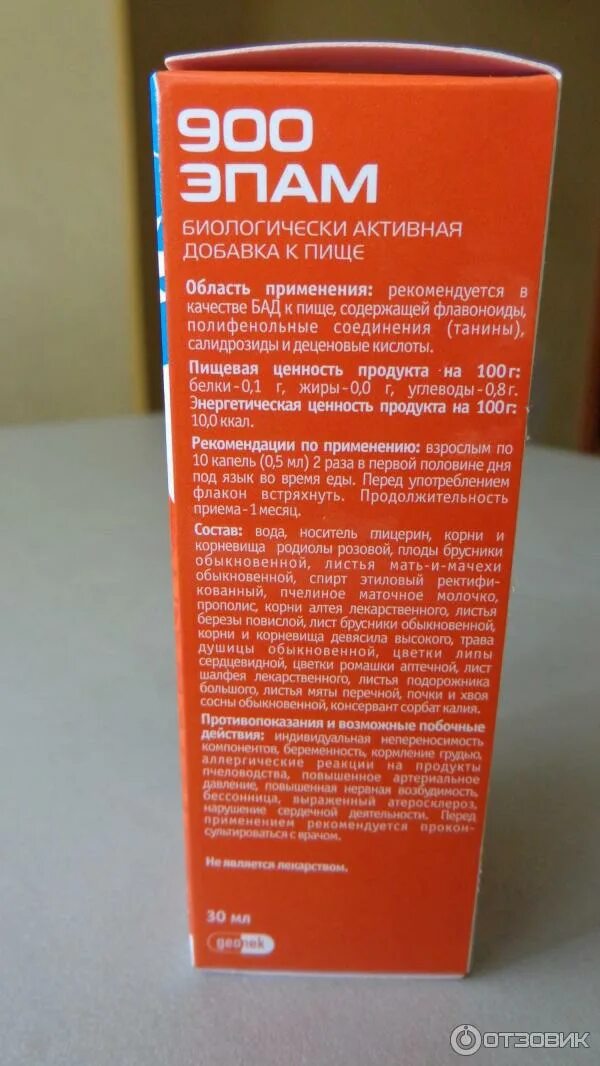 900
ЭПАМ
БИОЛОГИЧЕСКИ АКТИВНАЯ
ДОБАВКА К ПИЩЕ
Область применения: рекомендуется в
качестве БАД к пище, содержащей флавоноиды,
полифенольные соединения (танины),
салидрозиды и деценовые кислоты.
Пищевая ценность продукта на 100г:
белки-0,1 г, жиры-0,0 г, углеводы-0,8 г.
Энергетическая ценность продукта на 100г:
10,0 ккал.
Рекомендации по применению: взрослым по
10 капель (0,5 мл) 2 раза в первой половине дня
под язык во время еды. Перед употреблением
флакон встряхнуть. Продолжительность
приема-1 месяц.
Состав: вода, носитель глицерин, корни и
корневища родиолы розовой, плоды брусники
обыкновенной, листья мать-и-мачехи
обыкновенной, спирт этиловый ректифи-
кованный, пчелиное маточное молочко,
прополис, корни алтея лекарственного, листья
березы повислой, лист брусники обыкновенной,
корни и корневища девясила высокого, трава
душицы обыкновенной, цветки липы
сердцевидной, цветки ромашки аптечной, лист
шалфея лекарственного, листья подорожника
большого, листья мяты перечной, почки и хвоя
сосны обыкновенной, консервант сорбат калия.
Противопоказания и возможные побочные
действия: индивидуальная непереносимость
компонентов, беременность, кормление грудью,
аллергические реакции на продукты
пчеловодства, повышенное артериальное
давление, повышенная нервная возбудимость,
бессонница, выраженный атеросклероз,
нарушение сердечной деятельности. Перед
применением рекомендуется прокон-
сультироваться с врачом.
Не является лекарством.
30 мл
geonek
ОТЗОВИК